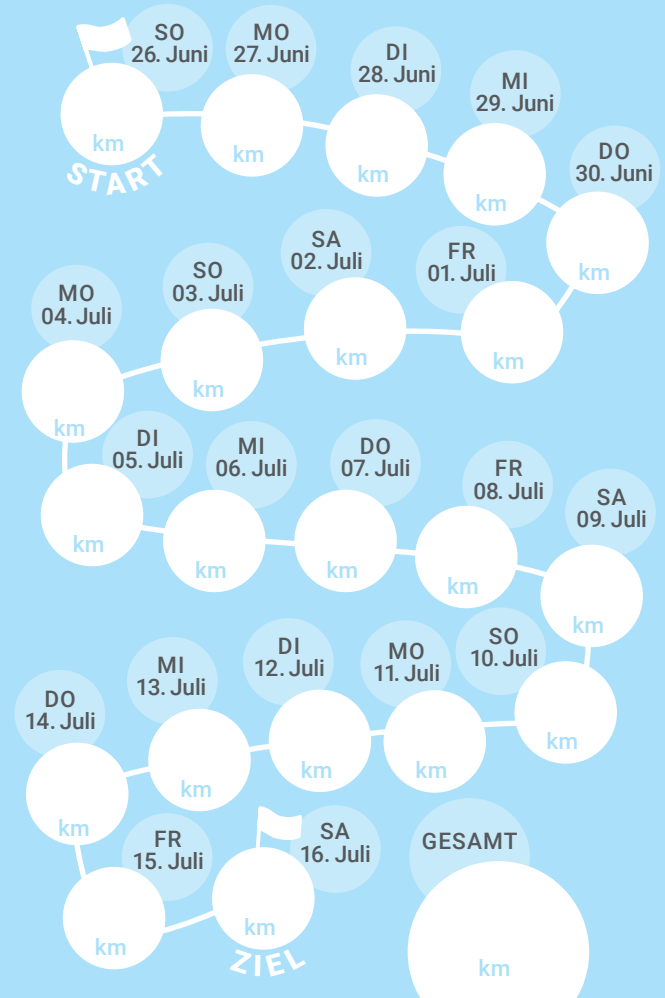 SO
26. Juni
km
START
MO
27. Juni
km
DI
28. Juni
km
MI
29. Juni
km
DO
30. Juni
km
FR
01. Juli
km
SA
02. Juli
km
SO
03. Juli
km
MO
04. Juli
km
DI
05. Juli
km
MI
06. Juli
km
DO
07. Juli
km
FR
08. Juli
km
SA
09. Juli
km
SO
10. Juli
km
MO
11. Juli
km
DI
12. Juli
km
MI
13. Juli
km
DO
14. Juli
km
FR
15. Juli
km
SA
16. Juli
km
ZIEL
GESAMT
km